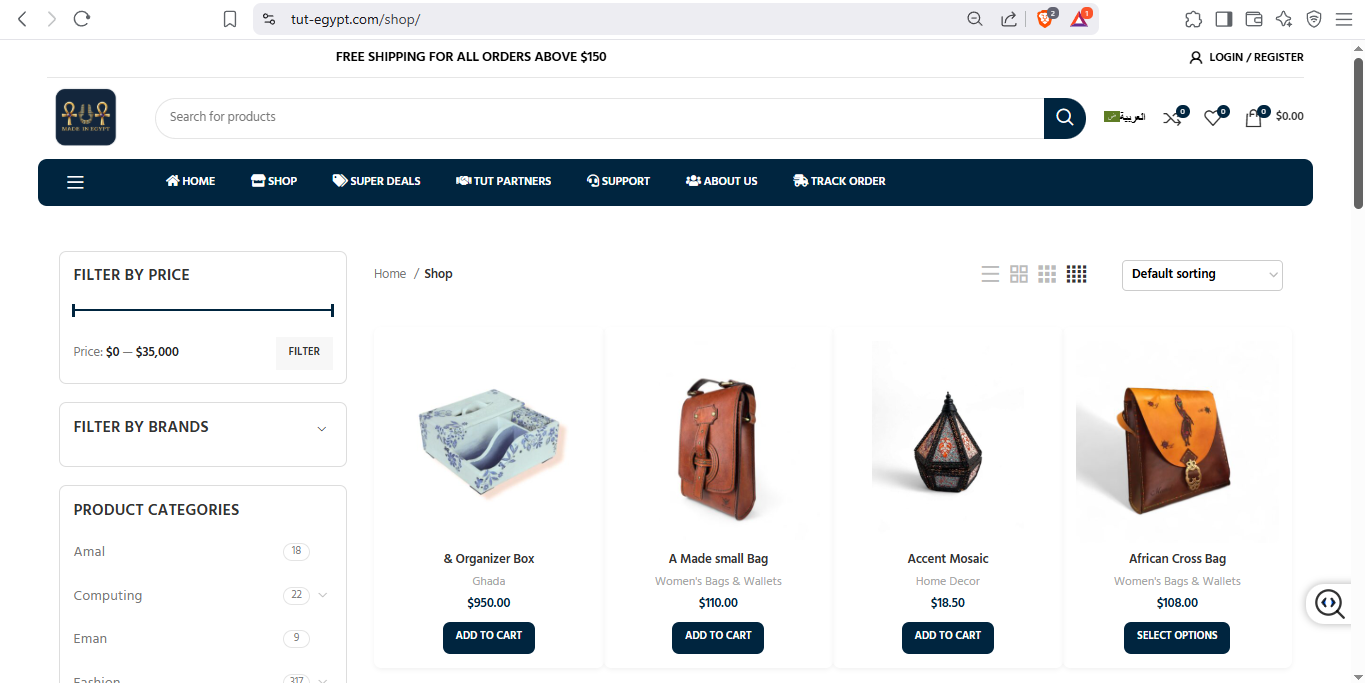 tut-egypt.com/shop/
2
1
FREE SHIPPING FOR ALL ORDERS ABOVE $150
LOGIN / REGISTER
MADE IN EGYPT
Search for products
العربية
0
0
0
$0.00
HOME
SHOP
SUPER DEALS
TUT PARTNERS
SUPPORT
ABOUT US
TRACK ORDER
FILTER BY PRICE
Price: $0 — $35,000
FILTER
FILTER BY BRANDS
PRODUCT CATEGORIES
Amal 18
Computing 22
Eman 9
Fashion 317
Home / Shop
Default sorting
& Organizer Box
Ghada
$950.00
ADD TO CART
A Made small Bag
Women's Bags & Wallets
$110.00
ADD TO CART
Accent Mosaic
Home Decor
$18.50
ADD TO CART
African Cross Bag
Women's Bags & Wallets
$108.00
SELECT OPTIONS